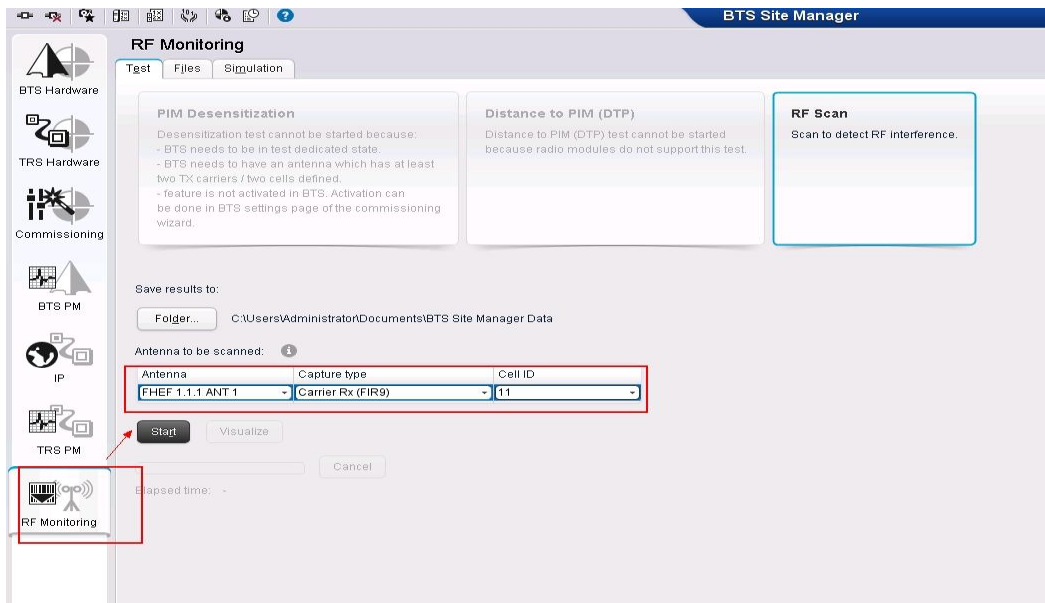 BTS Site Manager
BTS Hardware
TRS Hardware
Commissioning
BTS PM
IP
TRS PM
RF Monitoring
RF Monitoring
Test Files Simulation
PIM Desensitization
Desensitization test cannot be started because:
- BTS needs to be in test dedicated state.
- BTS needs to have an antenna which has at least
two TX carriers / two cells defined.
- feature is not activated in BTS. Activation can
be done in BTS settings page of the commissioning
wizard.
Distance to PIM (DTP)
Distance to PIM (DTP) test cannot be started
because radio modules do not support this test.
RF Scan
Scan to detect RF interference.
Save results to:
Folder... C:\Users\Administrator\Documents\BTS Site Manager Data
Antenna to be scanned:
Antenna Capture type Cell ID
FHEF 1.1.1 ANT 1 Carrier Rx (FIR9) 11
Start Visualize
Cancel
Elapsed time: -